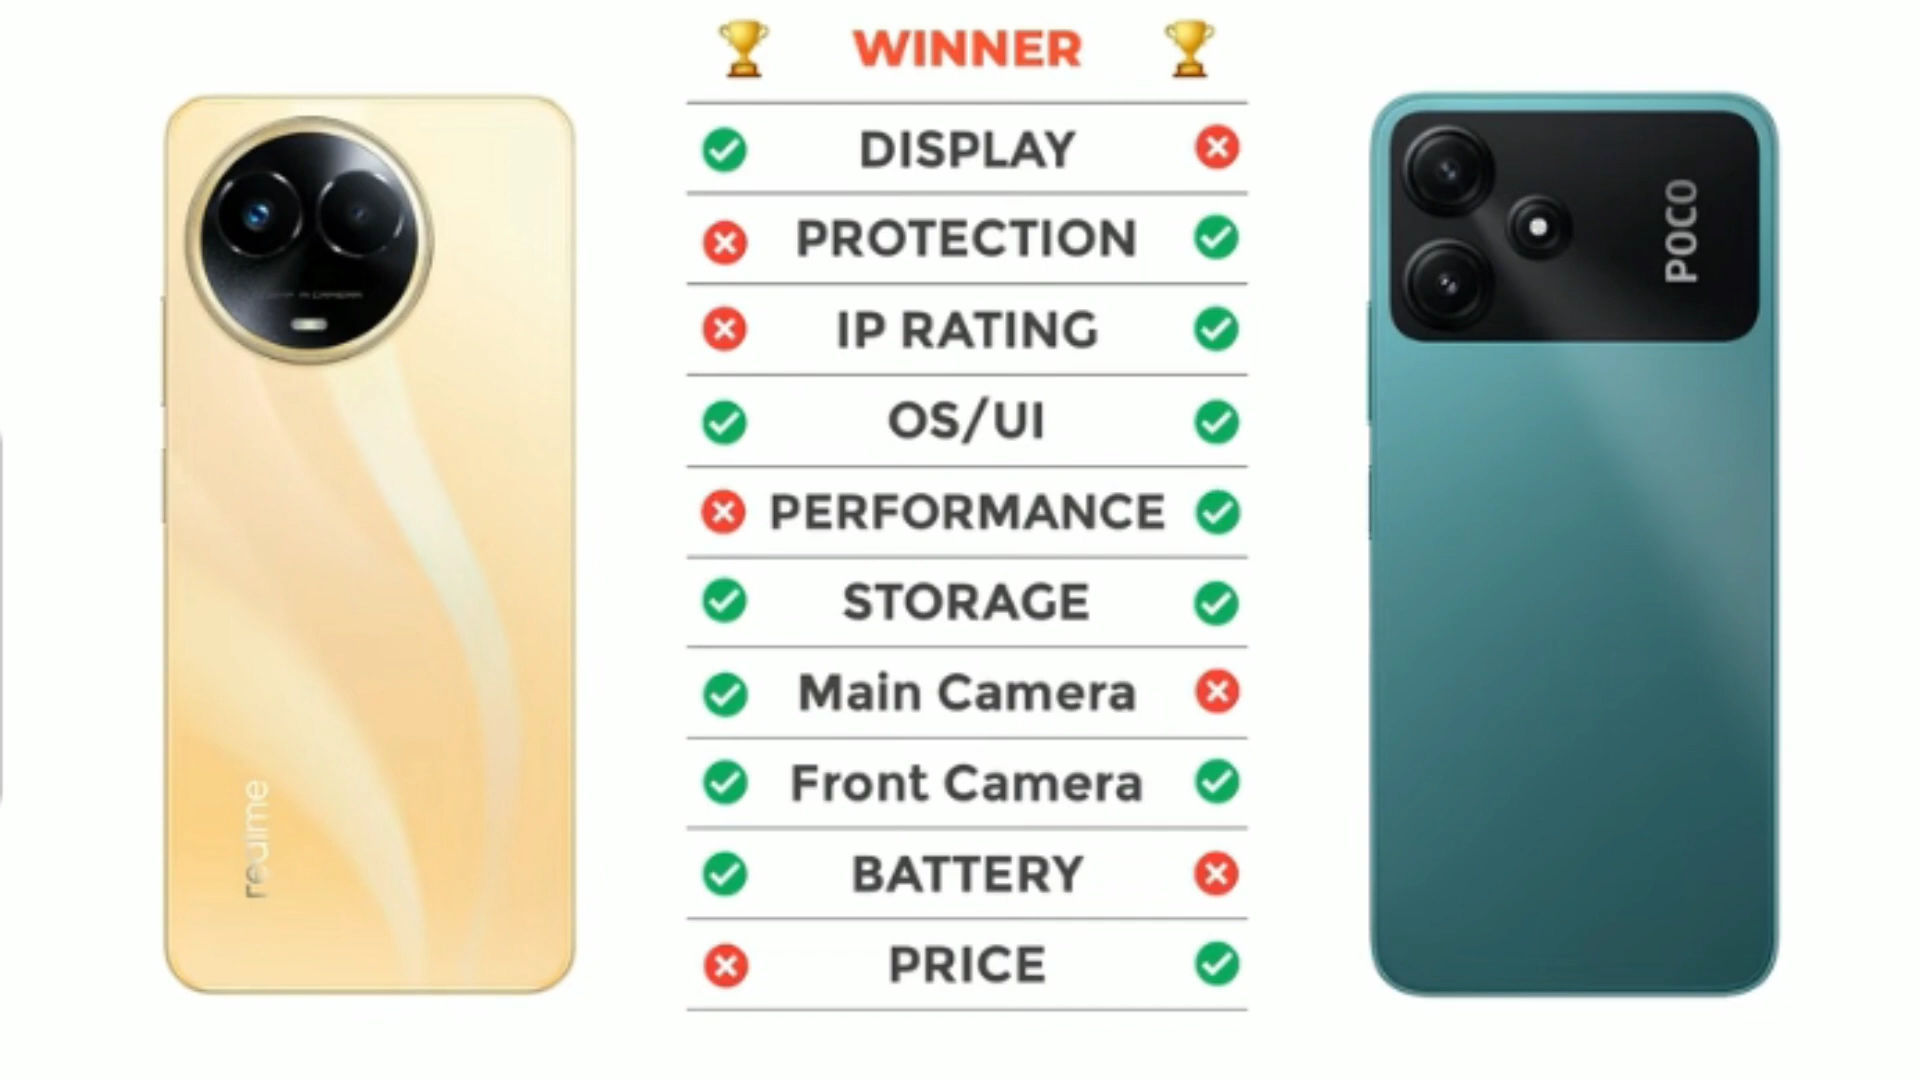 WINNER
DISPLAY
PROTECTION
IP RATING
OS/UI
PERFORMANCE
STORAGE
Main Camera
Front Camera
BATTERY
PRICE
realme
POCO